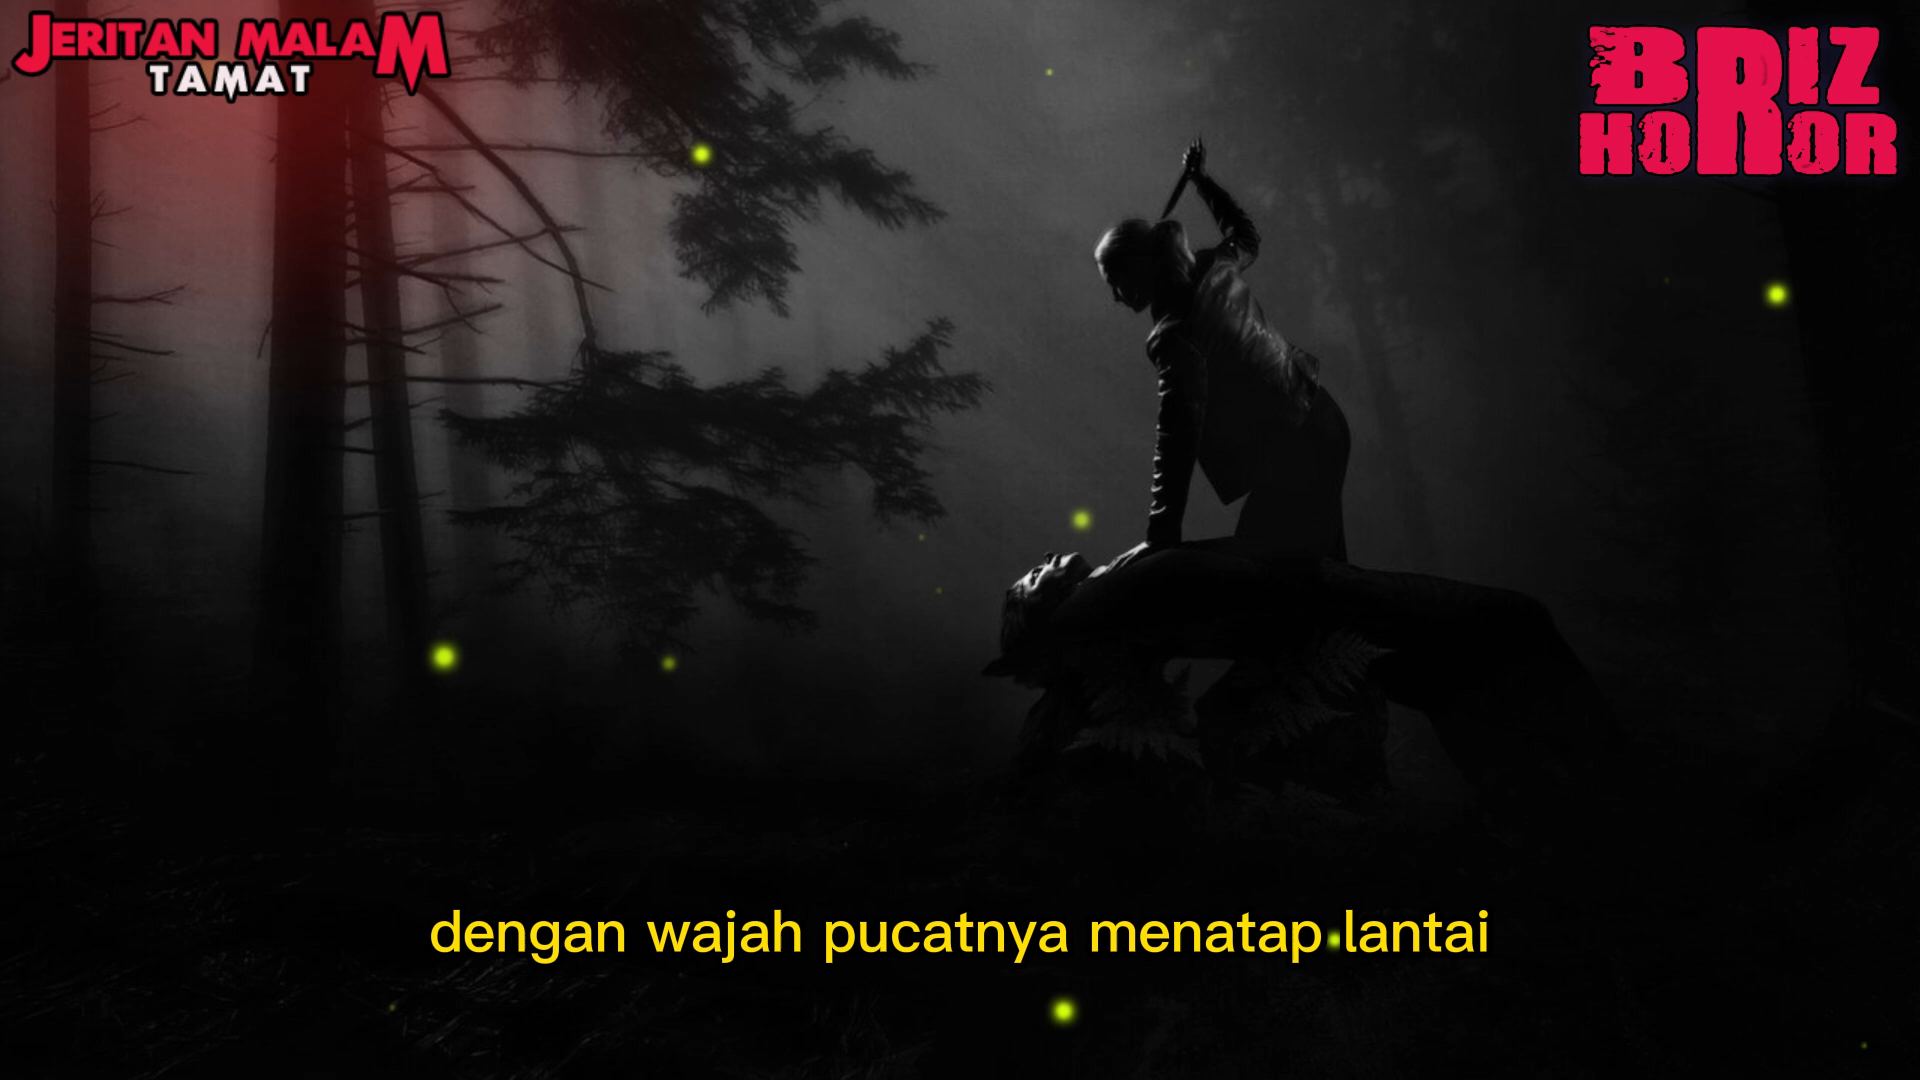 JERITAN MALAM
TAMAT
BRIZ
HORROR
dengan wajah pucatnya menatap lantai